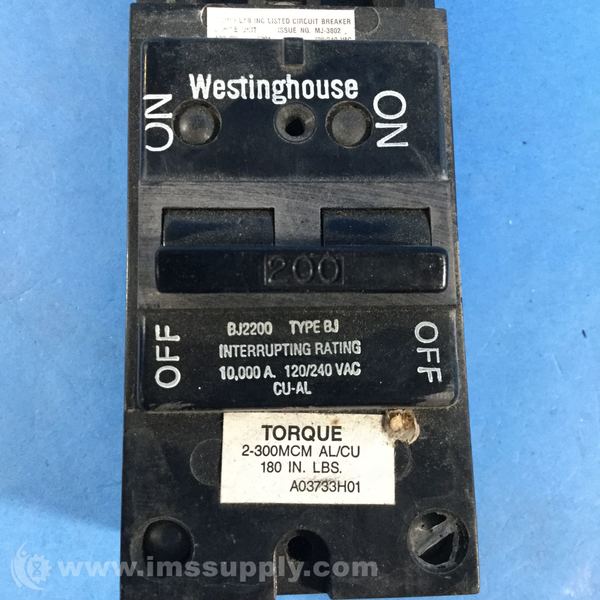 INC LISTED CIRCUIT BREAKER
ISSUE NO. MJ-3802
Westinghouse
ON
ON
200
OFF
BJ2200 TYPE BJ
INTERRUPTING RATING
10,000 A. 120/240 VAC
CU-AL
OFF
TORQUE
2-300MCM AL/CU
180 IN. LBS.
A03733H01
www.imssupply.com